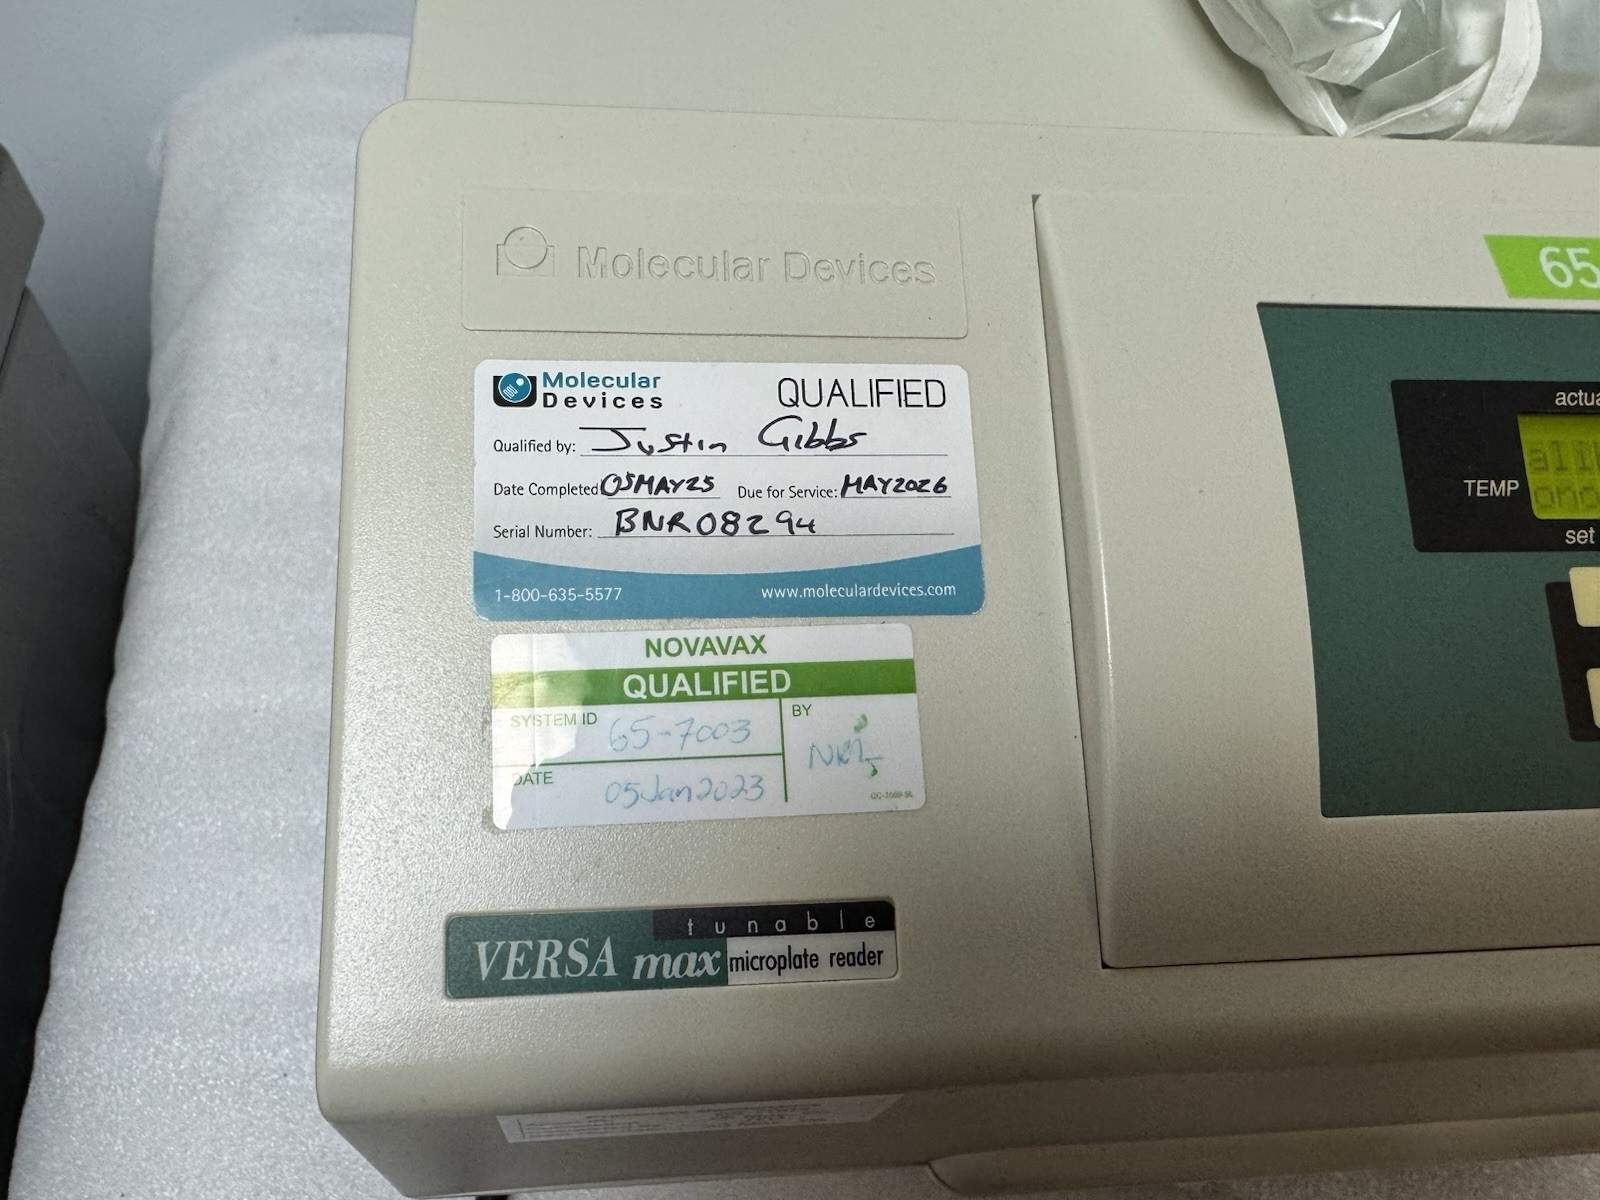 Molecular Devices
Molecular
Devices
QUALIFIED
Qualified by: Justin Gibbs
Date Completed 05MAY25 Due for Service: MAY2026
Serial Number: BNR08294
1-800-635-5577 www.moleculardevices.com
NOVAVAX
QUALIFIED
SYSTEM ID 65-7003
BY
DATE 05Jan2023
tunable
VERSA max microplate reader
65
TEMP
set